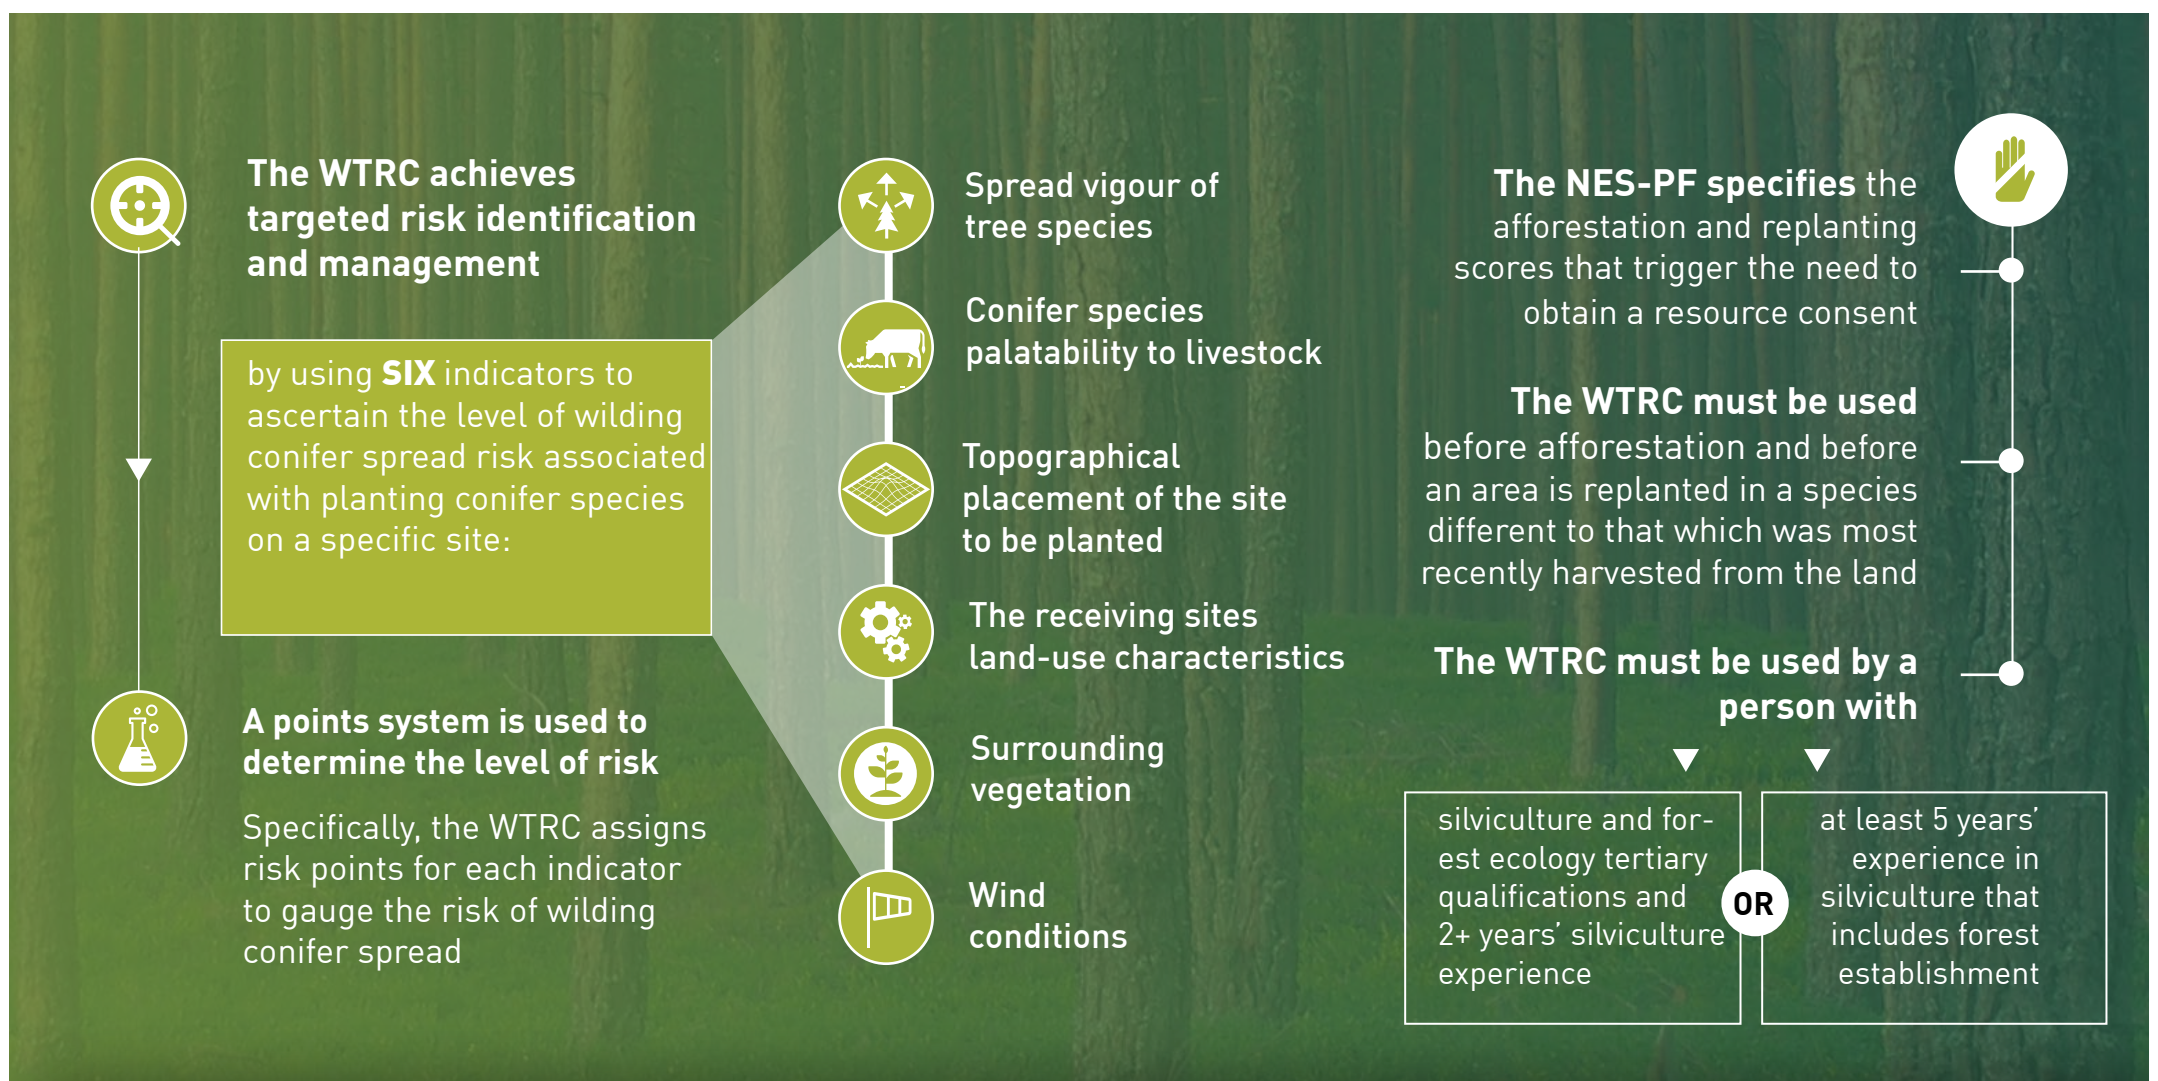 The WTRC achieves
targeted risk identification
and management
by using SIX indicators to
ascertain the level of wilding
conifer spread risk associated
with planting conifer species
on a specific site:
A points system is used to
determine the level of risk
Specifically, the WTRC assigns
risk points for each indicator
to gauge the risk of wilding
conifer spread
Spread vigour of
tree species
Conifer species
palatability to livestock
Topographical
placement of the site
to be planted
The receiving sites
land-use characteristics
Surrounding
vegetation
Wind
conditions
The NES-PF specifies the
afforestation and replanting
scores that trigger the need to
obtain a resource consent
The WTRC must be used
before afforestation and before
an area is replanted in a species
different to that which was most
recently harvested from the land
The WTRC must be used by a
person with
silviculture and for-
est ecology tertiary
qualifications and
2+ years’ silviculture
experience
OR
at least 5 years’
experience in
silviculture that
includes forest
establishment